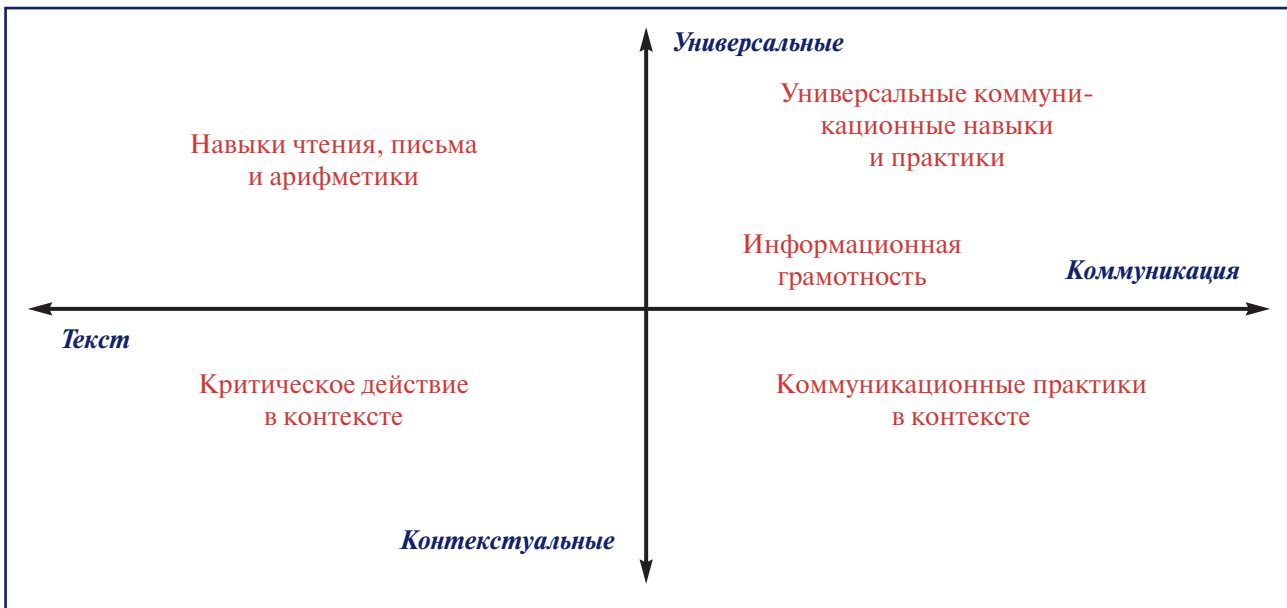 Универсальные
Универсальные коммуни-
кационные навыки
и практики
Навыки чтения, письма
и арифметики
Информационная
грамотность
Коммуникация
Текст
Критическое действие
в контексте
Коммуникационные практики
в контексте
Контекстуальные